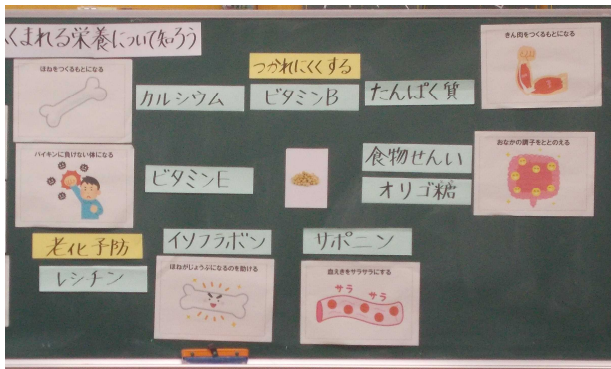 くまれる栄養について知ろう
ほねをつくるもとになる
カルシウム
つかれにくくする
ビタミンB
たんぱく質
きん肉をつくるもとになる
バイキンに負けない体になる
ビタミンE
食物せんい
オリゴ糖
おなかの調子をととのえる
老化予防
レシチン
イソフラボン
ほねがじょうぶになるのを助ける
サポニン
血えきをサラサラにする
サラ サラ